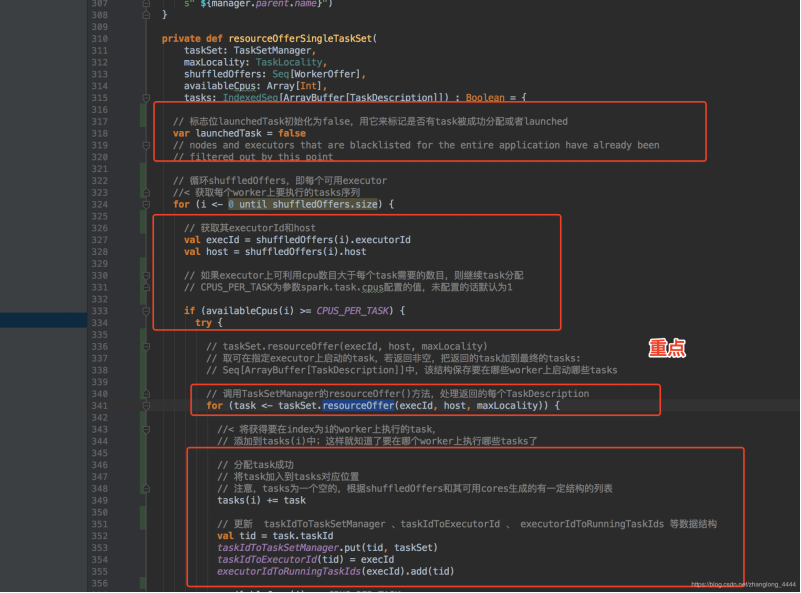 307 s" ${manager.parent.name}")
308 }
309
310 private def resourceOfferSingleTaskSet(
311 taskSet: TaskSetManager,
312 maxLocality: TaskLocality,
313 shuffledOffers: Seq[WorkerOffer],
314 availableCpus: Array[Int],
315 tasks: IndexedSeq[ArrayBuffer[TaskDescription]]) : Boolean = {
316
317 // 标志位launchedTask初始化为false，用它来标记是否有task被成功分配或者launched
318 var launchedTask = false
319 // nodes and executors that are blacklisted for the entire application have already been
320 // filtered out by this point
321
322 // 循环shuffledOffers，即每个可用executor
323 //< 获取每个worker上要执行的tasks序列
324 for (i <- 0 until shuffledOffers.size) {
325
326 // 获取其executorId和host
327 val execId = shuffledOffers(i).executorId
328 val host = shuffledOffers(i).host
329
330 // 如果executor上可利用cpu数目大于每个task需要的数目，则继续task分配
331 // CPUS_PER_TASK为参数spark.task.cpus配置的值，未配置的话默认为1
332
333 if (availableCpus(i) >= CPUS_PER_TASK) {
334 try {
335
336 // taskSet.resourceOffer(execId, host, maxLocality)
337 // 取可在指定executor上启动的task，若返回非空，把返回的task加到最终的tasks:
338 // Seq[ArrayBuffer[TaskDescription]]中，该结构保存要在哪些worker上启动哪些tasks
重点
339
340 // 调用TaskSetManager的resourceOffer()方法，处理返回的每个TaskDescription
341 for (task <- taskSet.resourceOffer(execId, host, maxLocality)) {
342
343 //< 将获得要在index为i的worker上执行的task,
344 // 添加到tasks(i)中；这样就知道了要在哪个worker上执行哪些tasks了
345
346 // 分配task成功
347 // 将task加入到tasks对应位置
348 // 注意，tasks为一个空的，根据shuffledOffers和其可用cores生成的有一定结构的列表
349 tasks(i) += task
350
351 // 更新 taskIdToTaskSetManager 、taskIdToExecutorId 、 executorIdToRunningTaskIds 等数据结构
352 val tid = task.taskId
353 taskIdToTaskSetManager.put(tid, taskSet)
354 taskIdToExecutorId(tid) = execId
355 executorIdToRunningTaskIds(execId).add(tid)
356
https://blog.csdn.net/zhanglong_4444